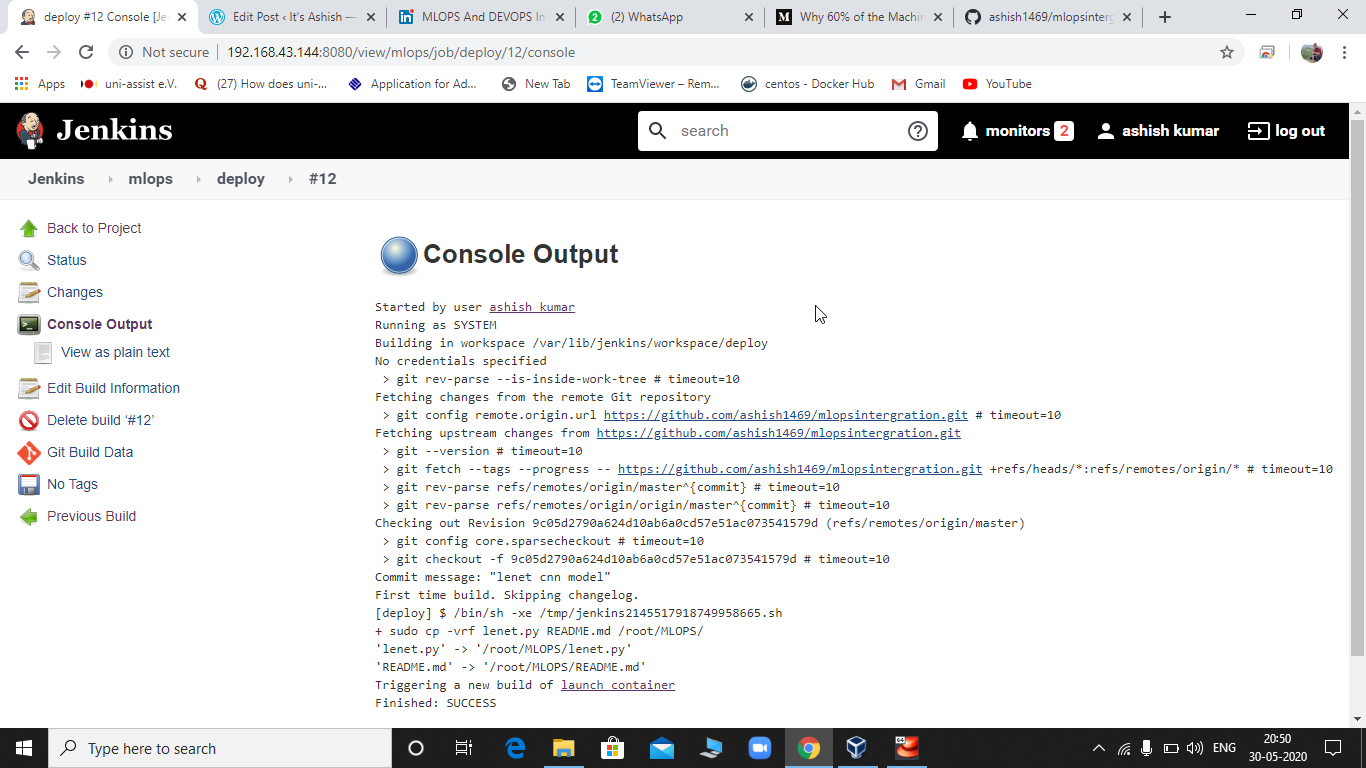 deploy #12 Console [Je
Edit Post ‹ It's Ashish —
MLOPS And DEVOPS In
(2) WhatsApp
Why 60% of the Machin
ashish1469/mlopsinterg
Not secure
192.168.43.144:8080/view/mlops/job/deploy/12/console
Apps
uni-assist e.V.
(27) How does uni-...
Application for Ad...
New Tab
TeamViewer – Rem...
centos - Docker Hub
Gmail
YouTube
Jenkins
search
monitors 2
ashish kumar
log out
Jenkins
mlops
deploy
#12
Back to Project
Status
Changes
Console Output
View as plain text
Edit Build Information
Delete build ‘#12’
Git Build Data
No Tags
Previous Build
Console Output
Started by user ashish kumar
Running as SYSTEM
Building in workspace /var/lib/jenkins/workspace/deploy
No credentials specified
> git rev-parse --is-inside-work-tree # timeout=10
Fetching changes from the remote Git repository
> git config remote.origin.url https://github.com/ashish1469/mlopsintergration.git # timeout=10
Fetching upstream changes from https://github.com/ashish1469/mlopsintergration.git
> git --version # timeout=10
> git fetch --tags --progress -- https://github.com/ashish1469/mlopsintergration.git +refs/heads/*:refs/remotes/origin/* # timeout=10
> git rev-parse refs/remotes/origin/master^{commit} # timeout=10
> git rev-parse refs/remotes/origin/origin/master^{commit} # timeout=10
Checking out Revision 9c05d2790a624d10ab6a0cd57e51ac073541579d (refs/remotes/origin/master)
> git config core.sparsecheckout # timeout=10
> git checkout -f 9c05d2790a624d10ab6a0cd57e51ac073541579d # timeout=10
Commit message: "lenet cnn model"
First time build. Skipping changelog.
[deploy] $ /bin/sh -xe /tmp/jenkins2145517918749958665.sh
+ sudo cp -vrf lenet.py README.md /root/MLOPS/
'lenet.py' -> '/root/MLOPS/lenet.py'
'README.md' -> '/root/MLOPS/README.md'
Triggering a new build of launch container
Finished: SUCCESS
Type here to search
ENG
20:50
30-05-2020